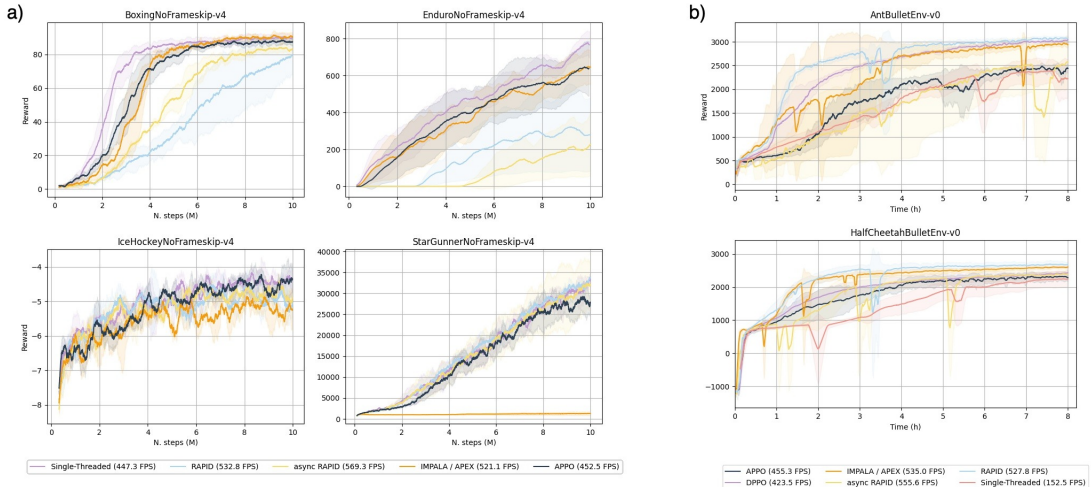 a)
BoxingNoFrameskip-v4
Reward
80
60
40
20
0
0 2 4 6 8 10
N. steps (M)
EnduroNoFrameskip-v4
800
600
400
200
0
0 2 4 6 8 10
N. steps (M)
IceHockeyNoFrameskip-v4
Reward
−4
−5
−6
−7
−8
0 2 4 6 8 10
N. steps (M)
StarGunnerNoFrameskip-v4
40000
35000
30000
25000
20000
15000
10000
5000
0
0 2 4 6 8 10
N. steps (M)
Single-Threaded (447.3 FPS) RAPID (532.8 FPS) async RAPID (569.3 FPS) IMPALA / APEX (521.1 FPS) APPO (452.5 FPS)
b)
AntBulletEnv-v0
Reward
3000
2500
2000
1500
1000
500
0
0 1 2 3 4 5 6 7 8
Time (h)
HalfCheetahBulletEnv-v0
Reward
3000
2000
1000
0
−1000
0 1 2 3 4 5 6 7 8
Time (h)
APPO (455.3 FPS) IMPALA / APEX (535.0 FPS) RAPID (527.8 FPS)
DPPO (423.5 FPS) async RAPID (555.6 FPS) Single-Threaded (152.5 FPS)